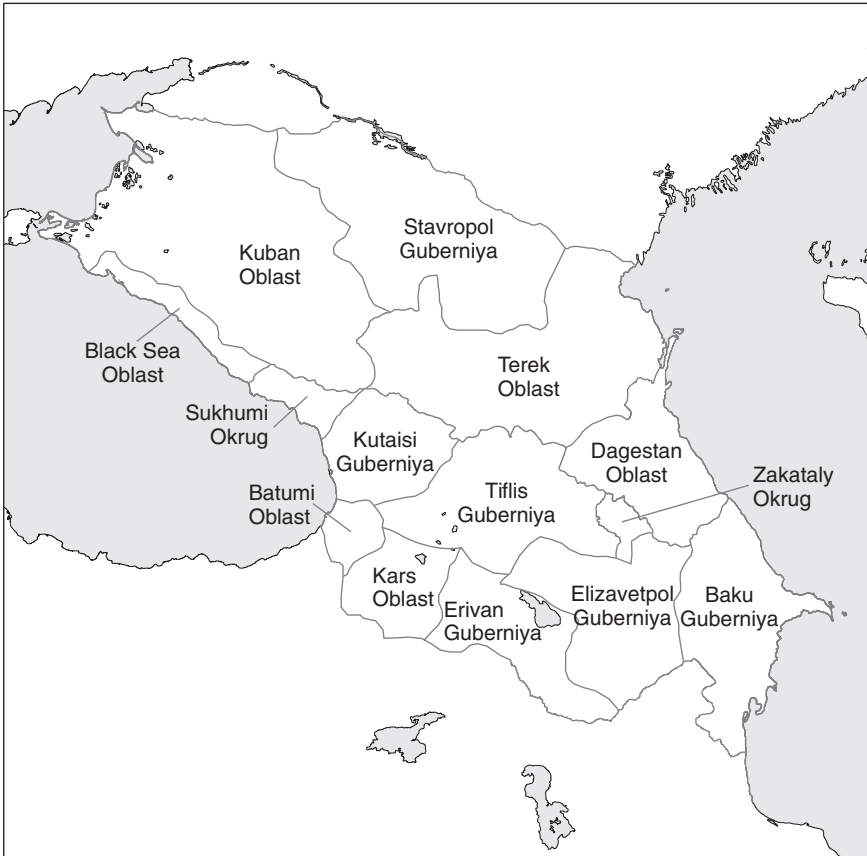 Stavropol
Guberniya
Kuban
Oblast
Black Sea
Oblast
Terek
Oblast
Sukhumi
Okrug
Kutaisi
Guberniya
Dagestan
Oblast
Zakataly
Okrug
Batumi
Oblast
Tiflis
Guberniya
Kars
Oblast
Erivan
Guberniya
Elizavetpol
Guberniya
Baku
Guberniya